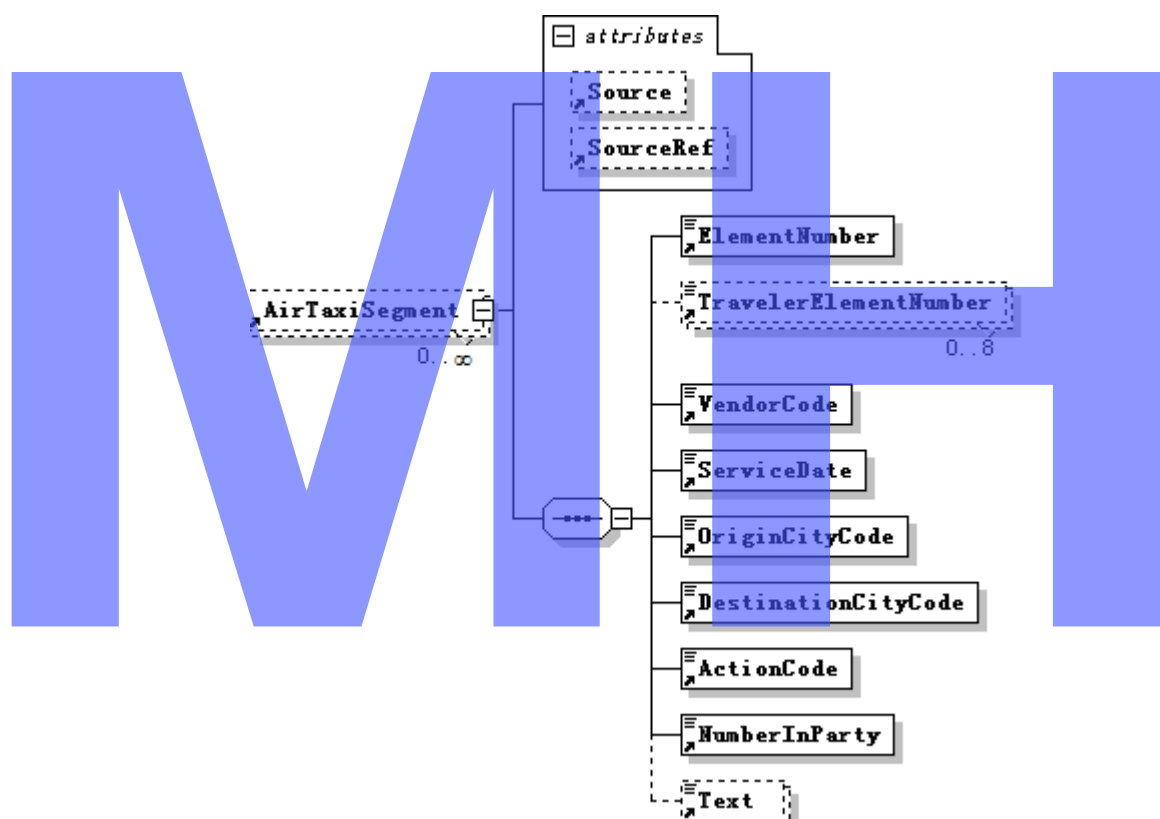 attributes
Source
SourceRef
ElementNumber
TravelerElementNumber
0..8
AirTaxiSegment
0..∞
VendorCode
ServiceDate
OriginCityCode
DestinationCityCode
ActionCode
NumberInParty
Text
MH